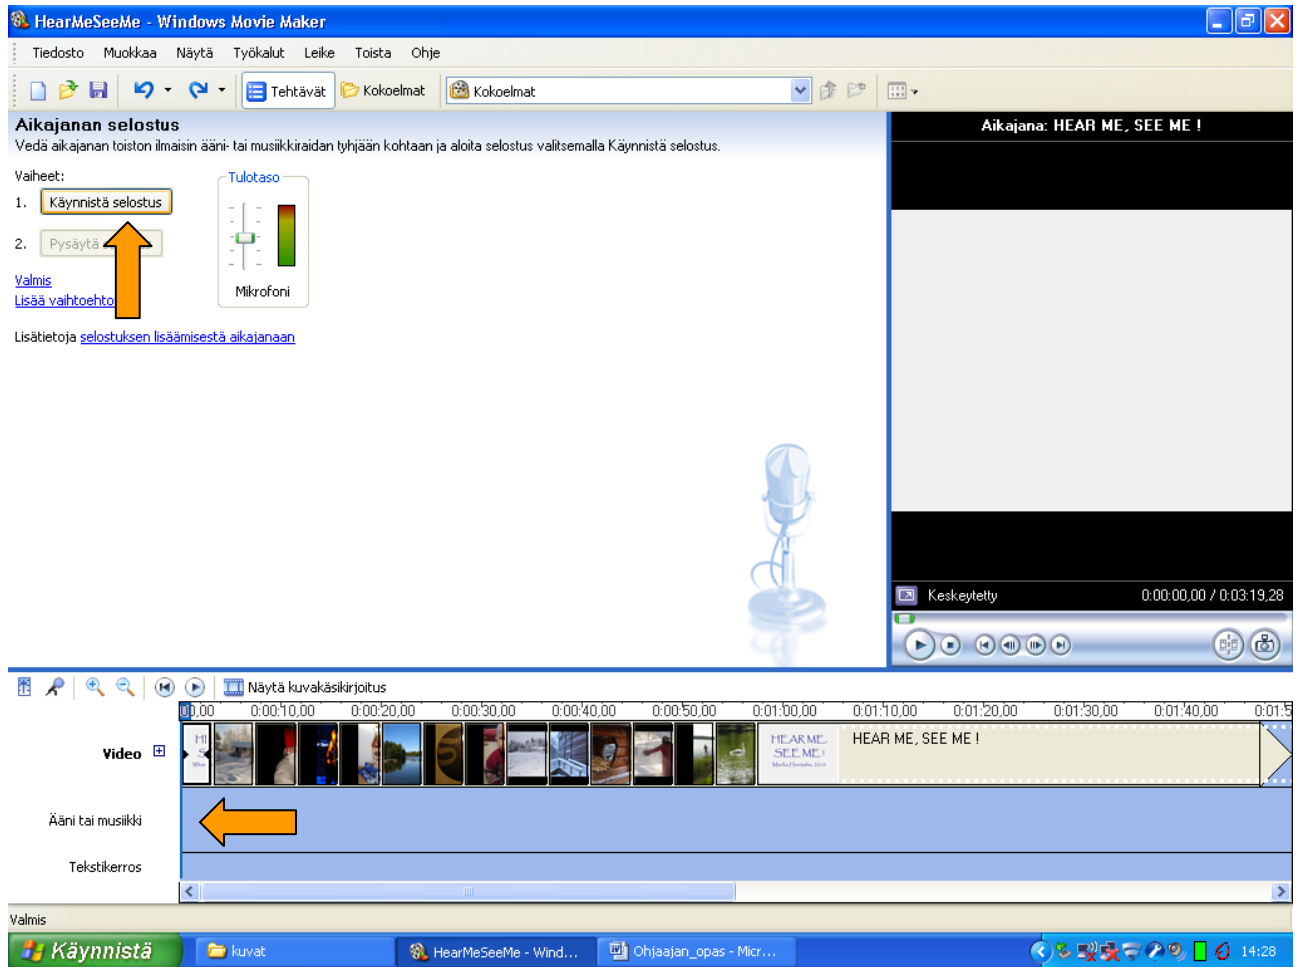 HearMeSeeMe - Windows Movie Maker
Tiedosto Muokkaa Näytä Työkalut Leike Toista Ohje
Tehtävät Kokoelmat Kokoelmat
Aikajanan selostus
Vedä aikajanan toiston ilmaisin ääni- tai musiikkiraidan tyhjään kohtaan ja aloita selostus valitsemalla Käynnistä selostus.
Vaiheet:
1. Käynnistä selostus
2. Pysäytä
Valmis
Lisää vaihtoehto
Tulotaso
Mikrofoni
Lisätietoja selostuksen lisäämisestä aikajanaan
Aikajana: HEAR ME, SEE ME !
Keskeytetty 0:00:00,00 / 0:03:19,28
Näytä kuvakäsikirjoitus
0,00 0:00:10,00 0:00:20,00 0:00:30,00 0:00:40,00 0:00:50,00 0:01:00,00 0:01:10,00 0:01:20,00 0:01:30,00 0:01:40,00 0:01:5
Video
HEAR ME,
SEE ME !
HEAR ME, SEE ME !
Ääni tai musiikki
Tekstikerros
Valmis
Käynnistä kuvat HearMeSeeMe - Wind... Ohjaajan_opas - Micr... 14:28